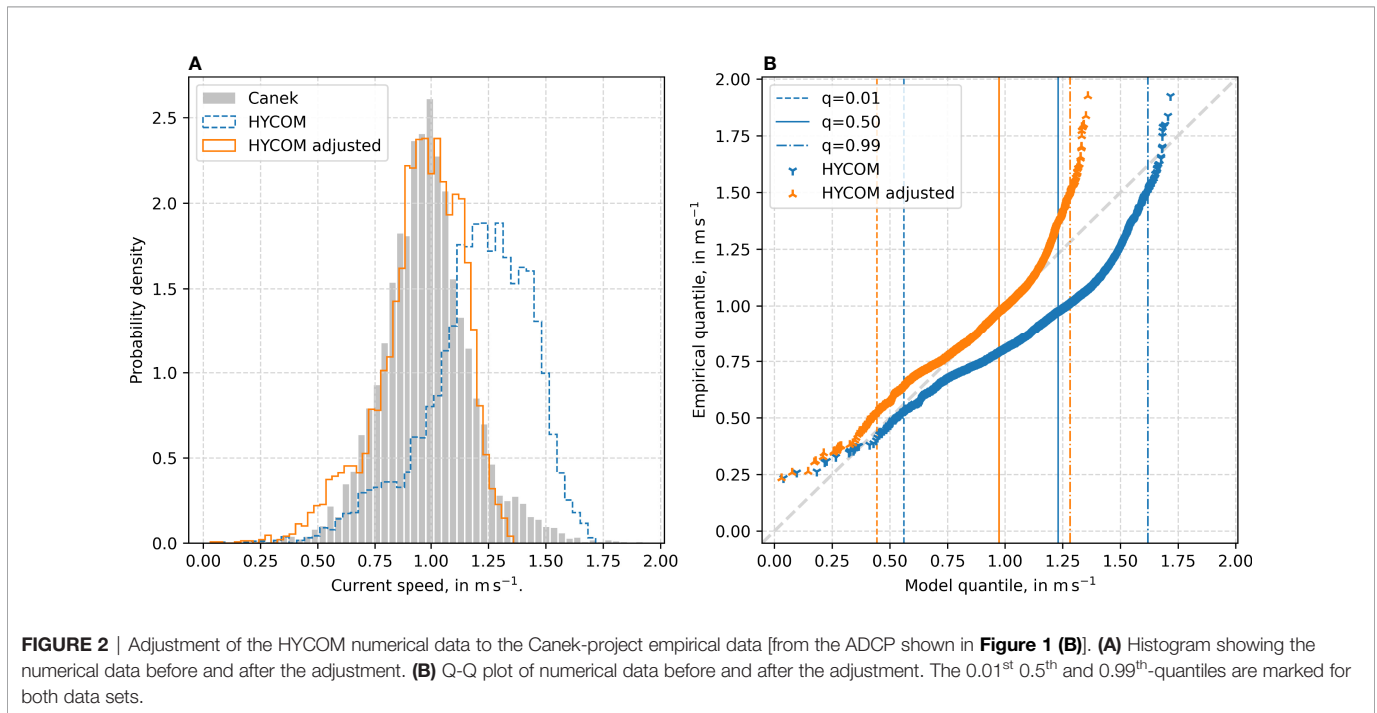 A
Canek
HYCOM
HYCOM adjusted
Probability density
2.5
2.0
1.5
1.0
0.5
0.0
0.00 0.25 0.50 0.75 1.00 1.25 1.50 1.75 2.00
Current speed, in m s⁻¹.
B
q=0.01
q=0.50
q=0.99
HYCOM
HYCOM adjusted
Empirical quantile, in m s⁻¹
2.00
1.75
1.50
1.25
1.00
0.75
0.50
0.25
0.00
0.00 0.25 0.50 0.75 1.00 1.25 1.50 1.75 2.00
Model quantile, in m s⁻¹
FIGURE 2 | Adjustment of the HYCOM numerical data to the Canek-project empirical data [from the ADCP shown in Figure 1 (B)]. (A) Histogram showing the
numerical data before and after the adjustment. (B) Q-Q plot of numerical data before and after the adjustment. The 0.01st 0.5th and 0.99th-quantiles are marked for
both data sets.